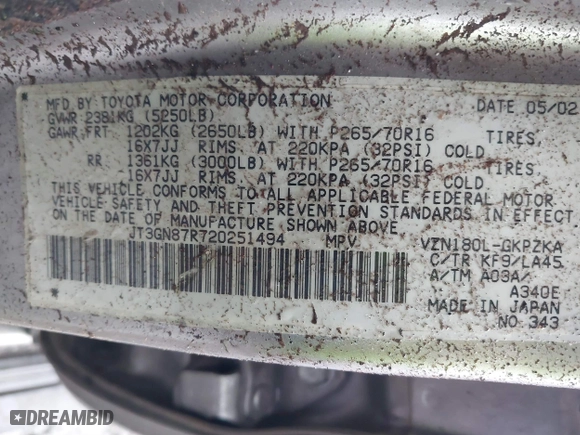 MFD BY TOYOTA MOTOR CORPORATION DATE 05/02
GVWR 2381KG (5250LB)
GAWR FRT 1202KG (2650LB) WITH P265/70R16 TIRES,
16X7JJ RIMS, AT 220KPA (32PSI) COLD
RR 1361KG (3000LB) WITH P265/70R16 TIRES,
16X7JJ RIMS, AT 220KPA (32PSI) COLD
THIS VEHICLE CONFORMS TO ALL APPLICABLE FEDERAL MOTOR
VEHICLE SAFETY AND THEFT PREVENTION STANDARDS IN EFFECT
ON THE DATE OF MANUFACTURE SHOWN ABOVE.
JT3GN87R720251494 MPV VZN180L-GKPZKA
C/TR KF9/LA45
A/TM A03A/
A340E
MADE IN JAPAN
NO.343
DREAMBID